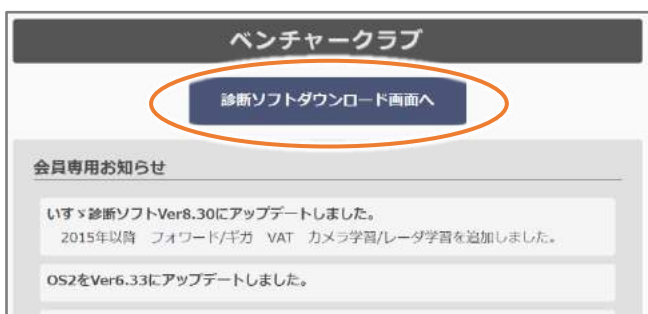 ベンチャークラブ
診断ソフトダウンロード画面へ
会員専用お知らせ
いすゞ診断ソフトVer8.30にアップデートしました。
2015年以降　フォワード/ギガ　VAT　カメラ学習/レーダ学習を追加しました。
OS2をVer6.33にアップデートしました。